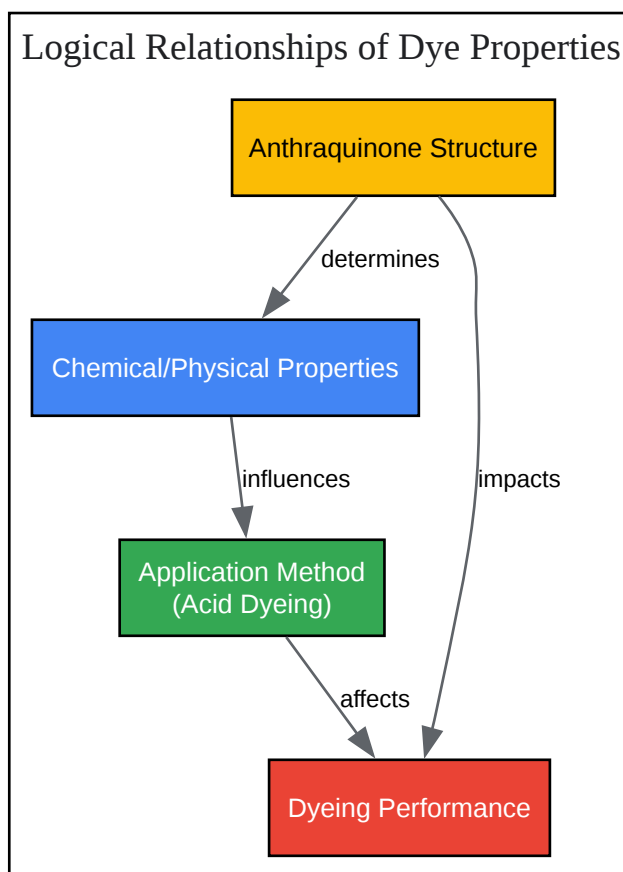 Logical Relationships of Dye Properties
Anthraquinone Structure
determines
Chemical/Physical Properties
influences
impacts
Application Method
(Acid Dyeing)
affects
Dyeing Performance